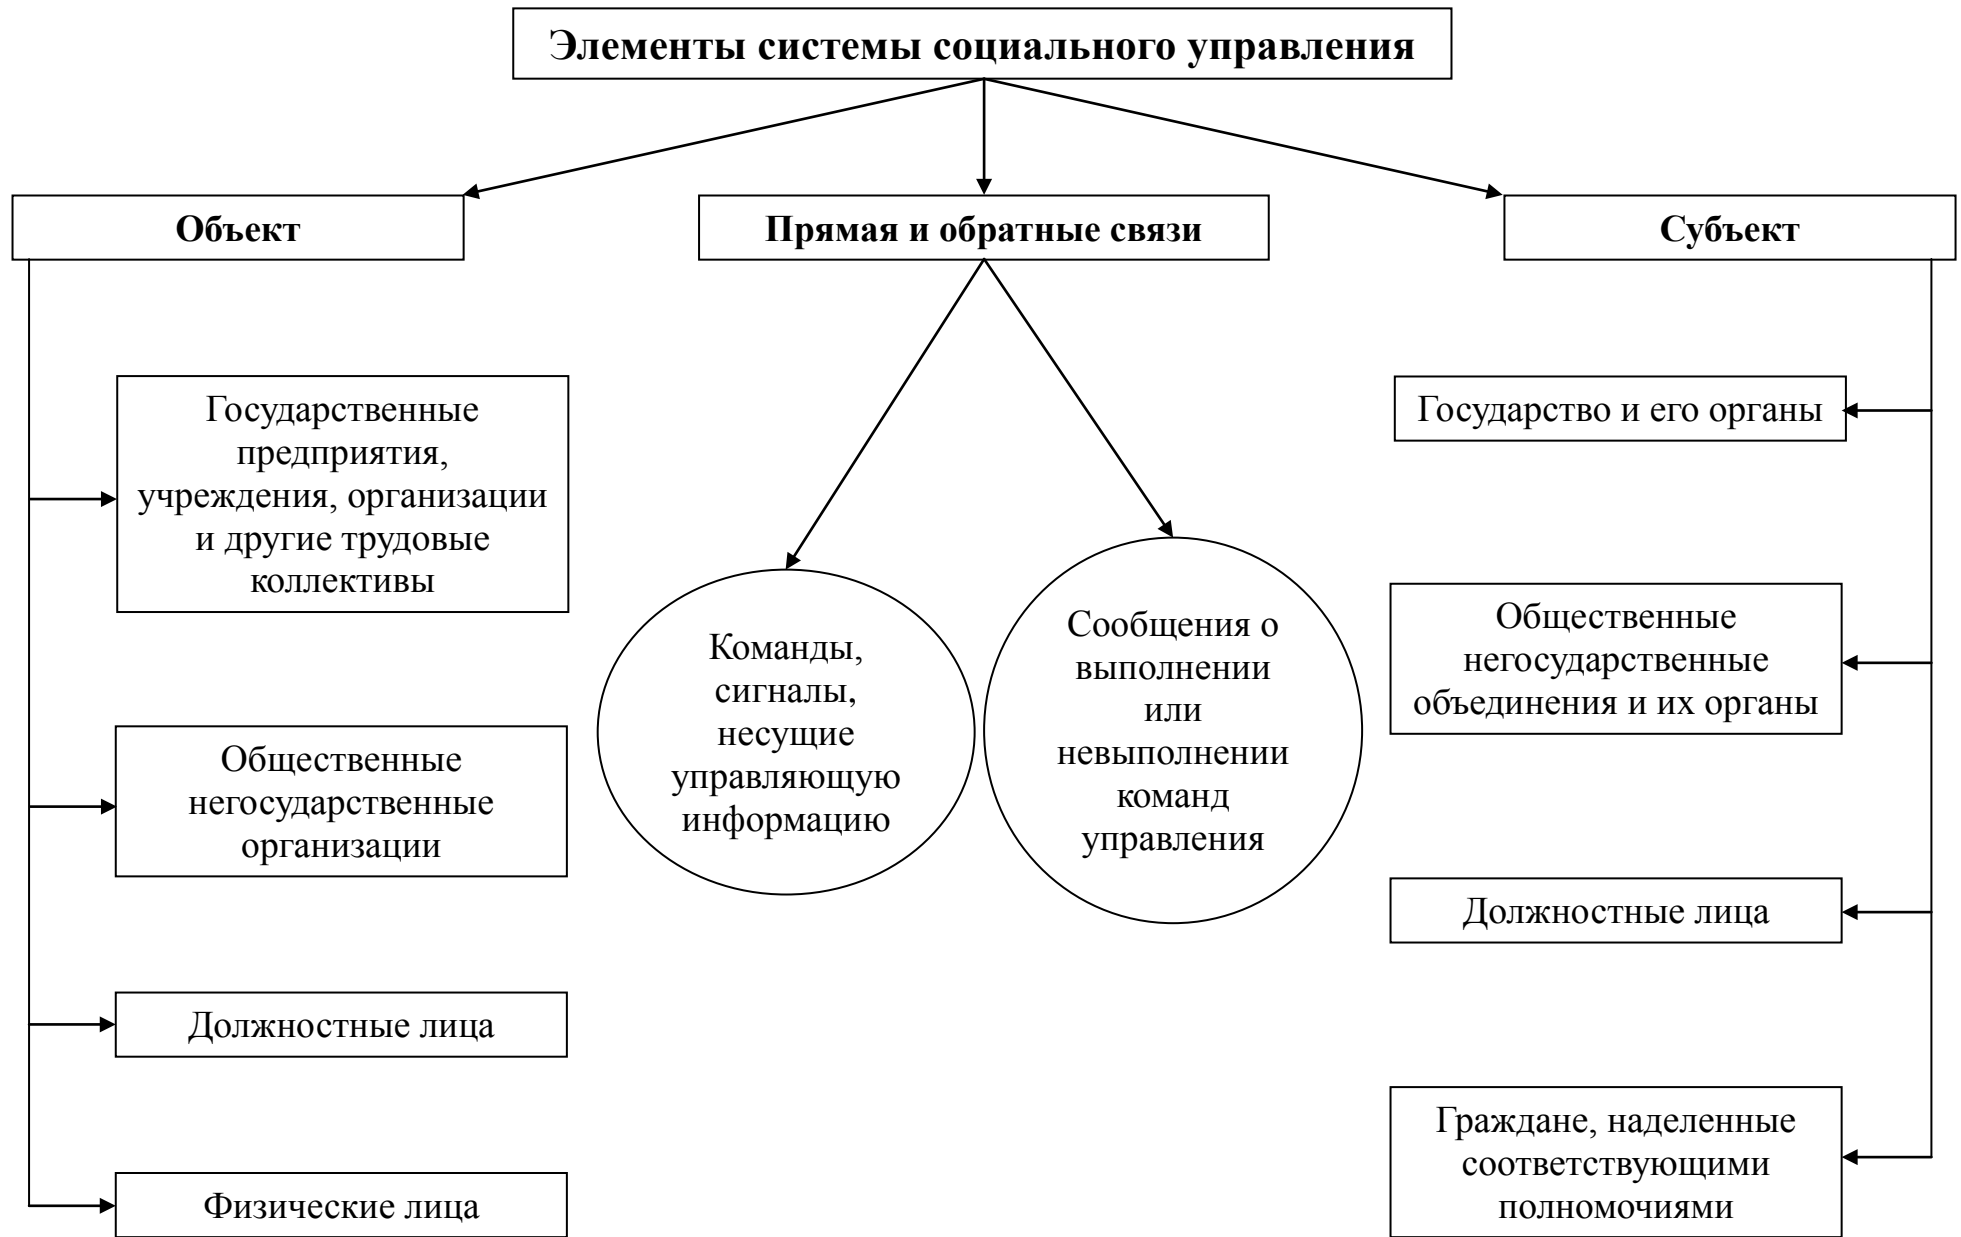 Элементы системы социального управления
Объект
Прямая и обратные связи
Субъект
Государственные
предприятия,
учреждения, организации
и другие трудовые
коллективы
Общественные
негосударственные
организации
Должностные лица
Физические лица
Команды,
сигналы,
несущие
управляющую
информацию
Сообщения о
выполнении
или
невыполнении
команд
управления
Государство и его органы
Общественные
негосударственные
объединения и их органы
Должностные лица
Граждане, наделенные
соответствующими
полномочиями